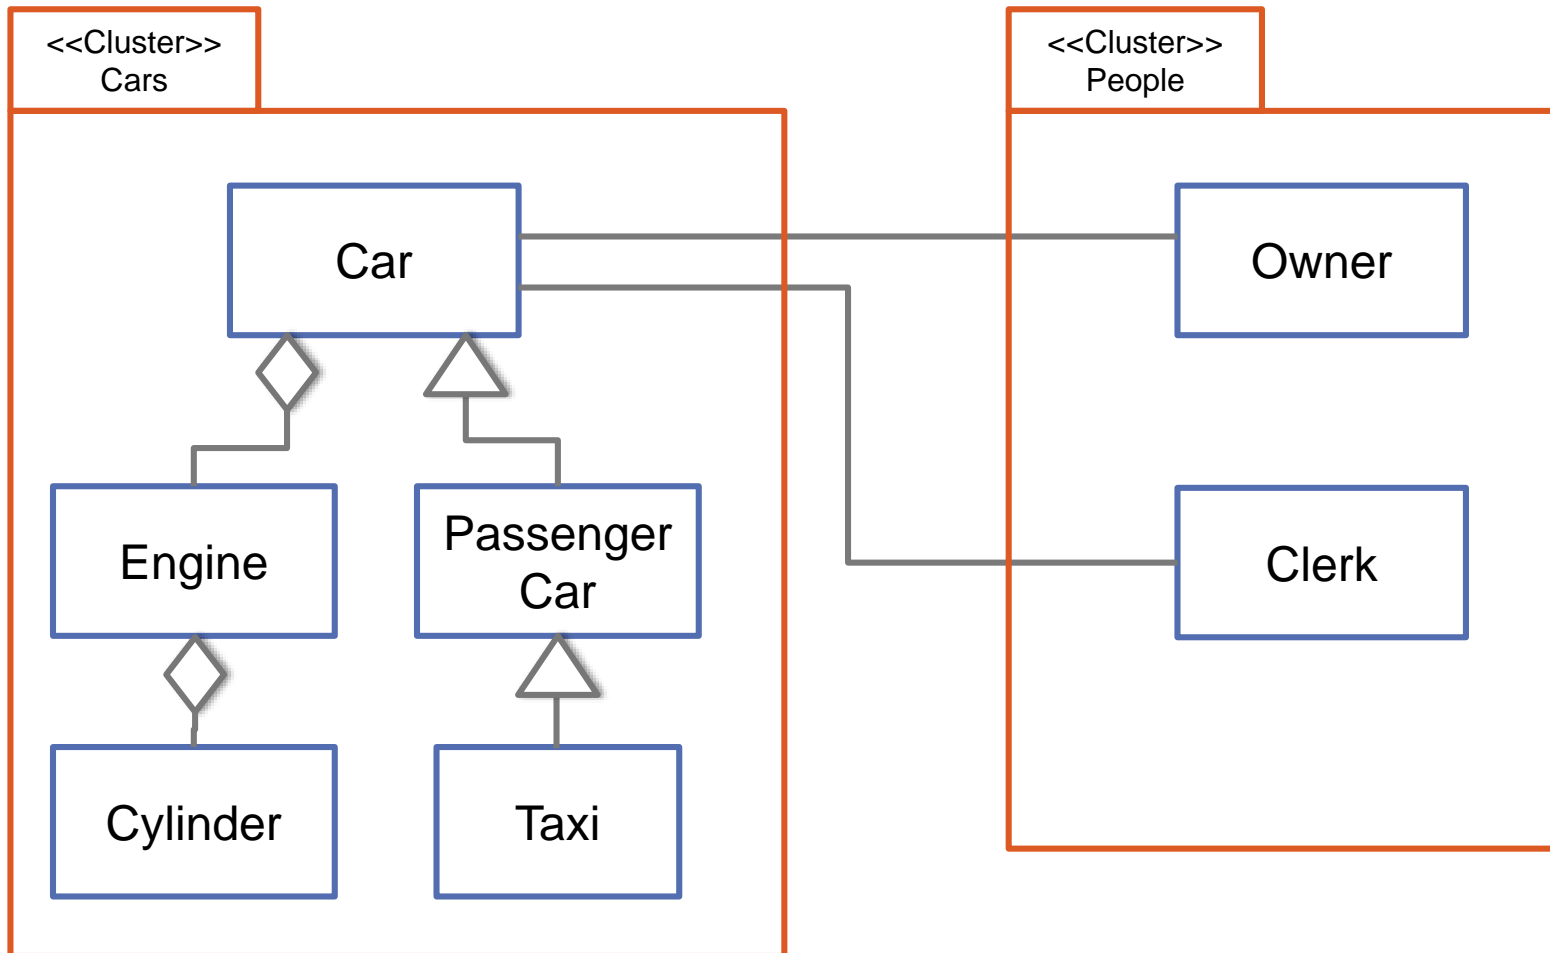 <<Cluster>>
Cars
<<Cluster>>
People
Car
Owner
Engine
Passenger
Car
Clerk
Cylinder
Taxi